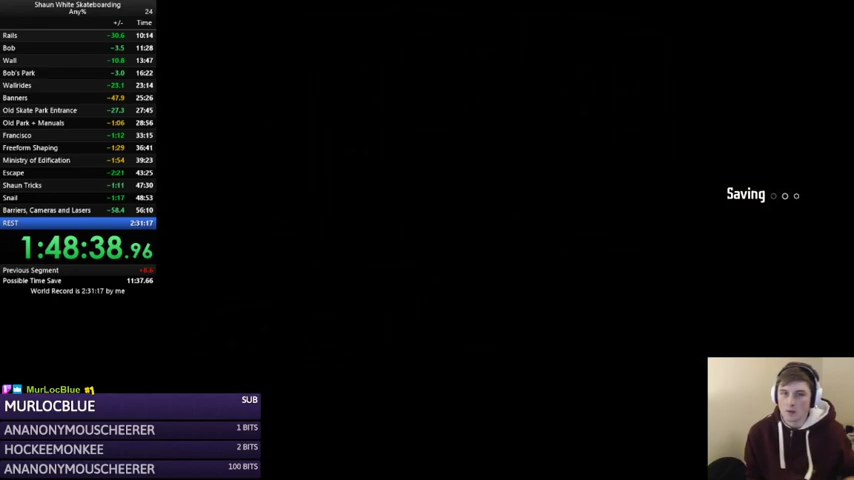 Shaun White Skateboarding
Any% 24
+/- Time
Rails -30.6 10:14
Bob -3.5 11:28
Wall -10.8 13:47
Bob's Park -3.0 16:22
Wallrides -23.1 23:14
Banners -47.9 25:26
Old Skate Park Entrance -27.3 27:45
Old Park + Manuals -1:06 28:56
Francisco -1:12 33:15
Freeform Shaping -1:29 36:41
Ministry of Edification -1:54 39:23
Escape -2:21 43:25
Shaun Tricks -1:11 47:30
Snail -1:17 48:53
Barriers, Cameras and Lasers -58.4 56:10
REST 2:31:17
1:48:38.96
Previous Segment +8.6
Possible Time Save 11:37.66
World Record is 2:31:17 by me
Saving
MurLocBlue #1
MURLOCBLUE SUB
ANANONYMOUSCHEERER 1 BITS
HOCKEEMONKEE 2 BITS
ANANONYMOUSCHEERER 100 BITS